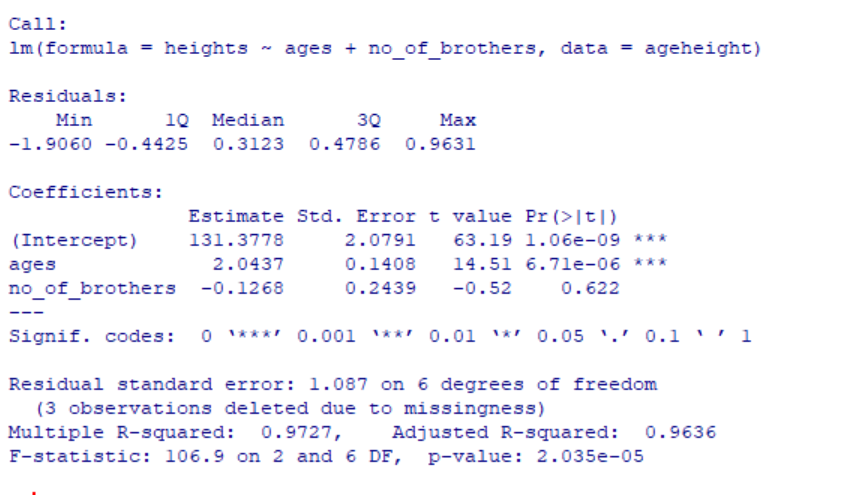 Call:
lm(formula = heights ~ ages + no_of_brothers, data = ageheight)
Residuals:
    Min      1Q  Median      3Q     Max
-1.9060 -0.4425  0.3123  0.4786  0.9631
Coefficients:
               Estimate Std. Error t value Pr(>|t|)
(Intercept)    131.3778     2.0791   63.19 1.06e-09 ***
ages             2.0437     0.1408   14.51 6.71e-06 ***
no_of_brothers  -0.1268     0.2439   -0.52    0.622
---
Signif. codes:  0 ‘***’ 0.001 ‘**’ 0.01 ‘*’ 0.05 ‘.’ 0.1 ‘ ’ 1
Residual standard error: 1.087 on 6 degrees of freedom
  (3 observations deleted due to missingness)
Multiple R-squared:  0.9727,    Adjusted R-squared:  0.9636
F-statistic: 106.9 on 2 and 6 DF,  p-value: 2.035e-05